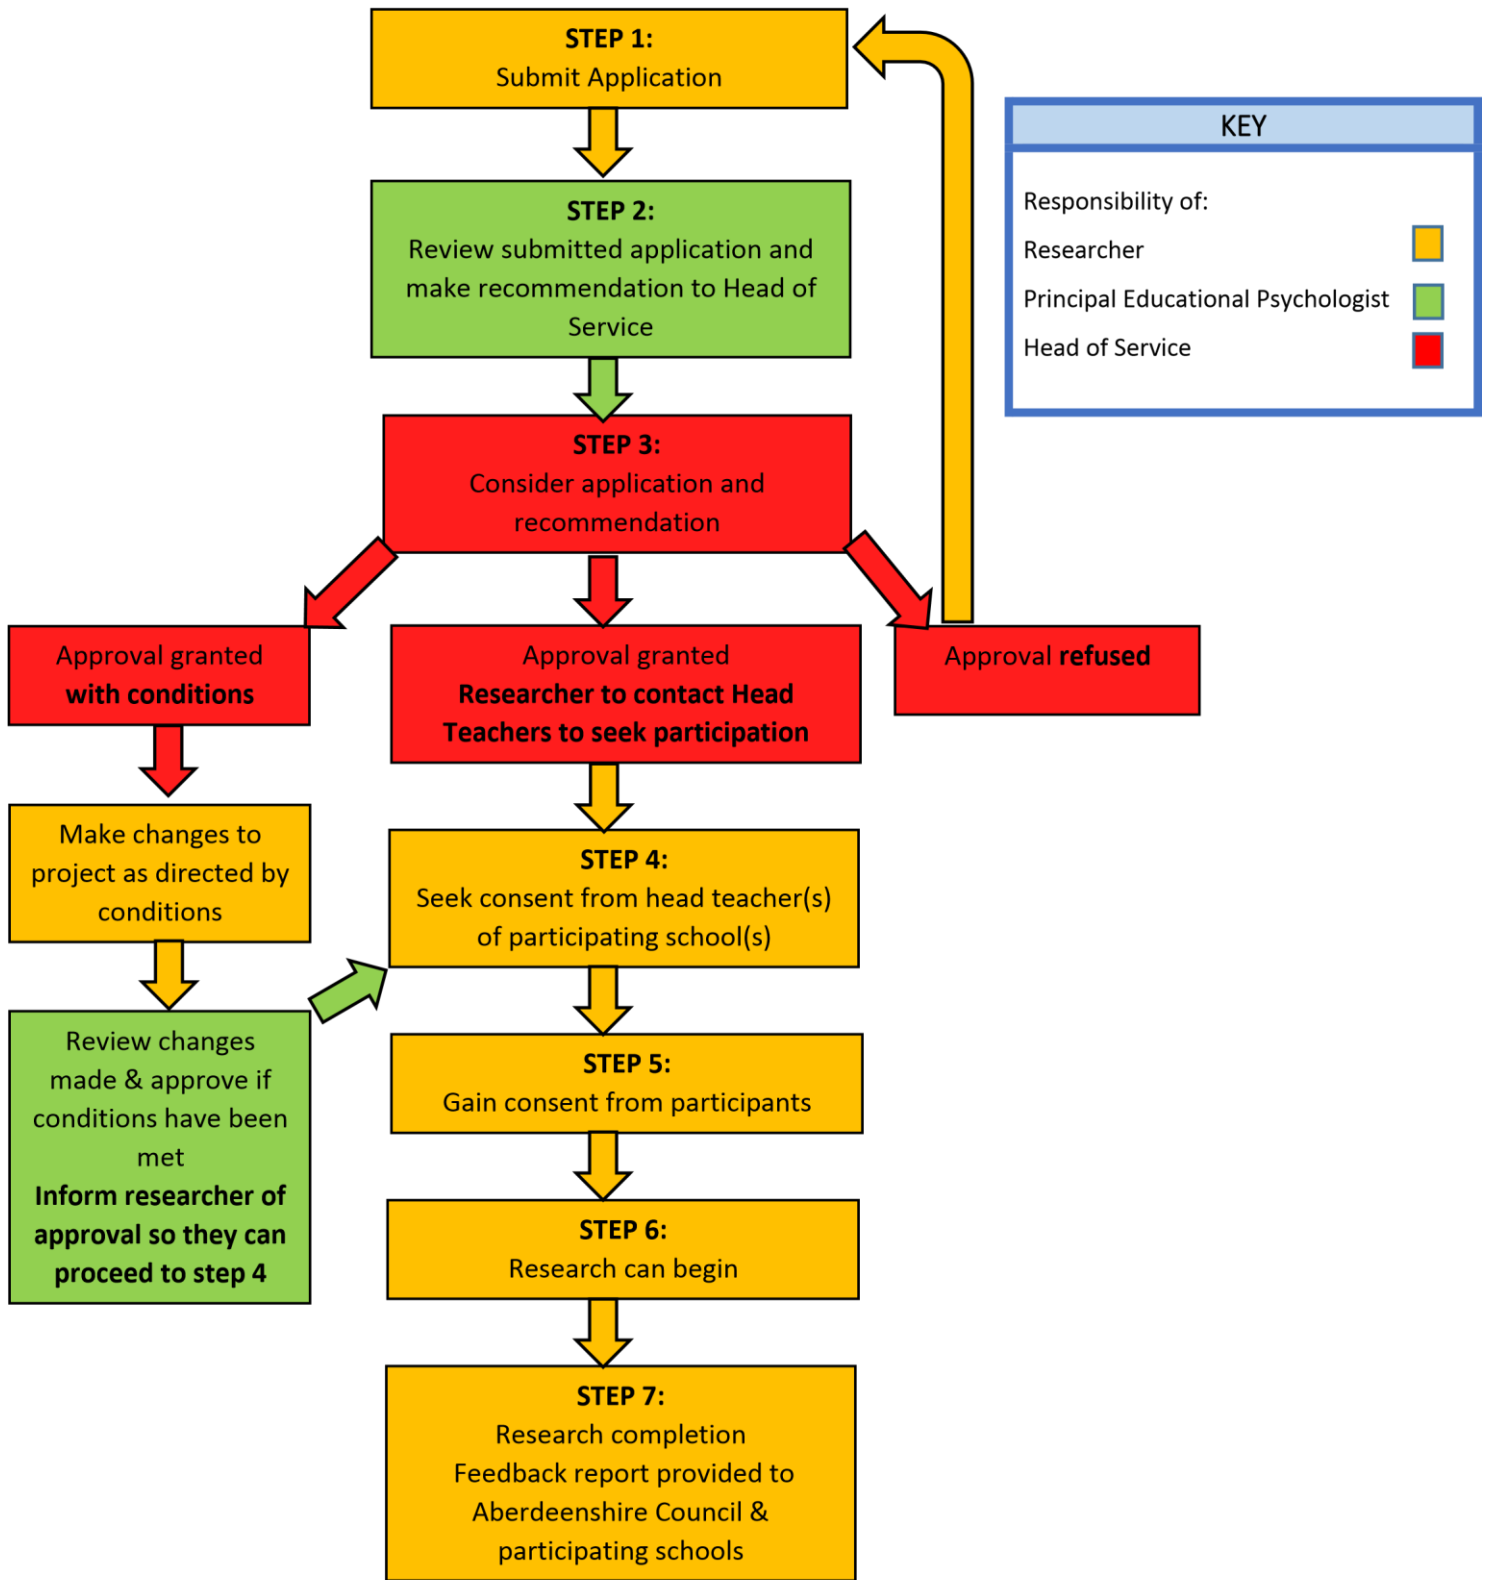 STEP 1:
Submit Application
KEY
Responsibility of:
Researcher
Principal Educational Psychologist
Head of Service
STEP 2:
Review submitted application and
make recommendation to Head of
Service
STEP 3:
Consider application and
recommendation
Approval granted
with conditions
Approval granted
Researcher to contact Head
Teachers to seek participation
Approval refused
Make changes to
project as directed by
conditions
STEP 4:
Seek consent from head teacher(s)
of participating school(s)
Review changes
made & approve if
conditions have been
met
Inform researcher of
approval so they can
proceed to step 4
STEP 5:
Gain consent from participants
STEP 6:
Research can begin
STEP 7:
Research completion
Feedback report provided to
Aberdeenshire Council &
participating schools